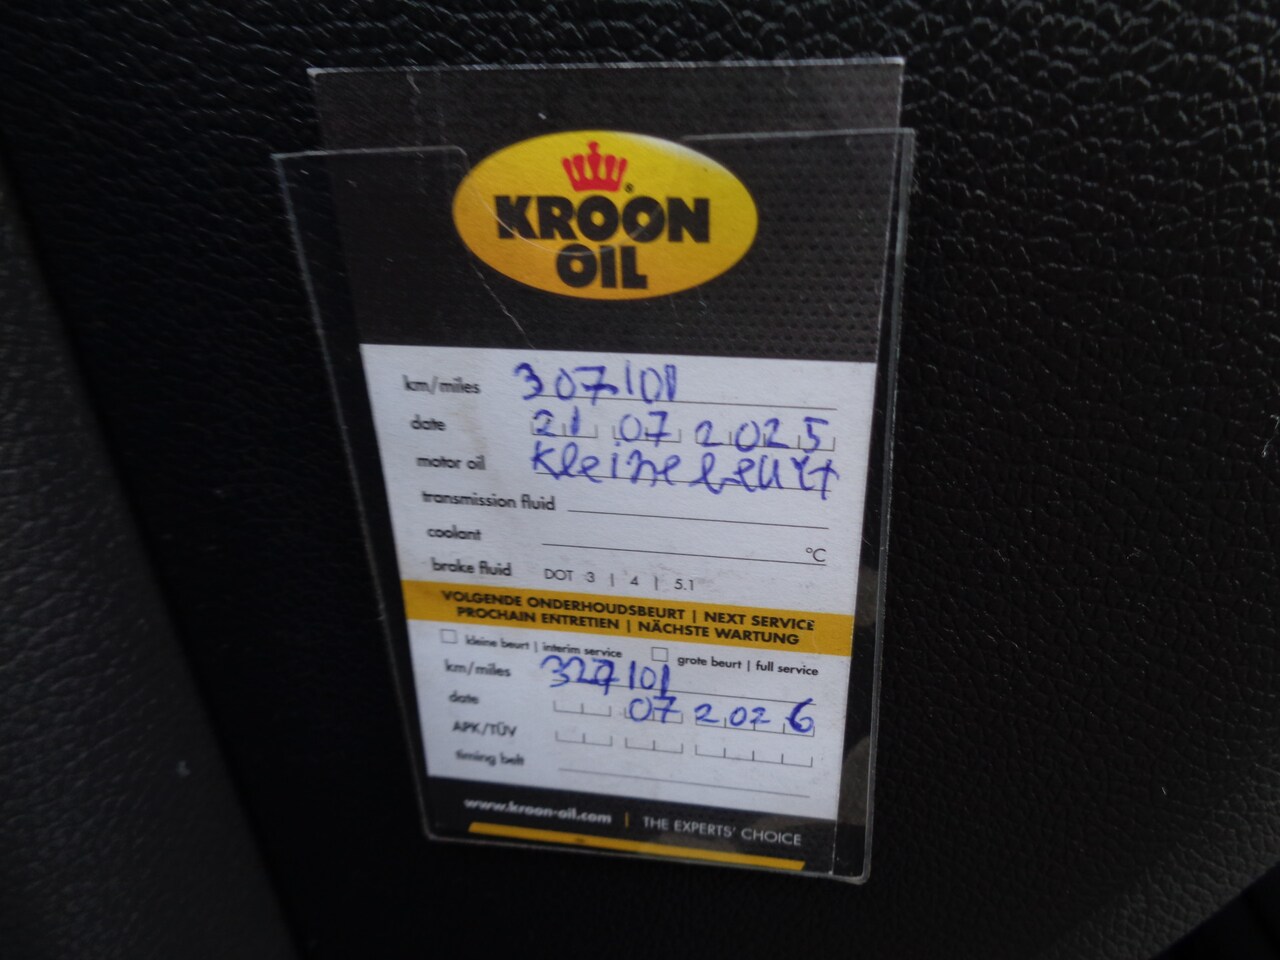 KROON
OIL
km/miles 307.101
date 21 07 2025
motor oil kleine beurt
transmission fluid
coolant °C
brake fluid DOT 3 | 4 | 5.1
VOLGENDE ONDERHOUDSBEURT | NEXT SERVICE
PROCHAIN ENTRETIEN | NÄCHSTE WARTUNG
kleine beurt | interim service grote beurt | full service
km/miles 327101
date 07 2026
APK/TÜV
timing belt
www.kroon-oil.com | THE EXPERTS' CHOICE